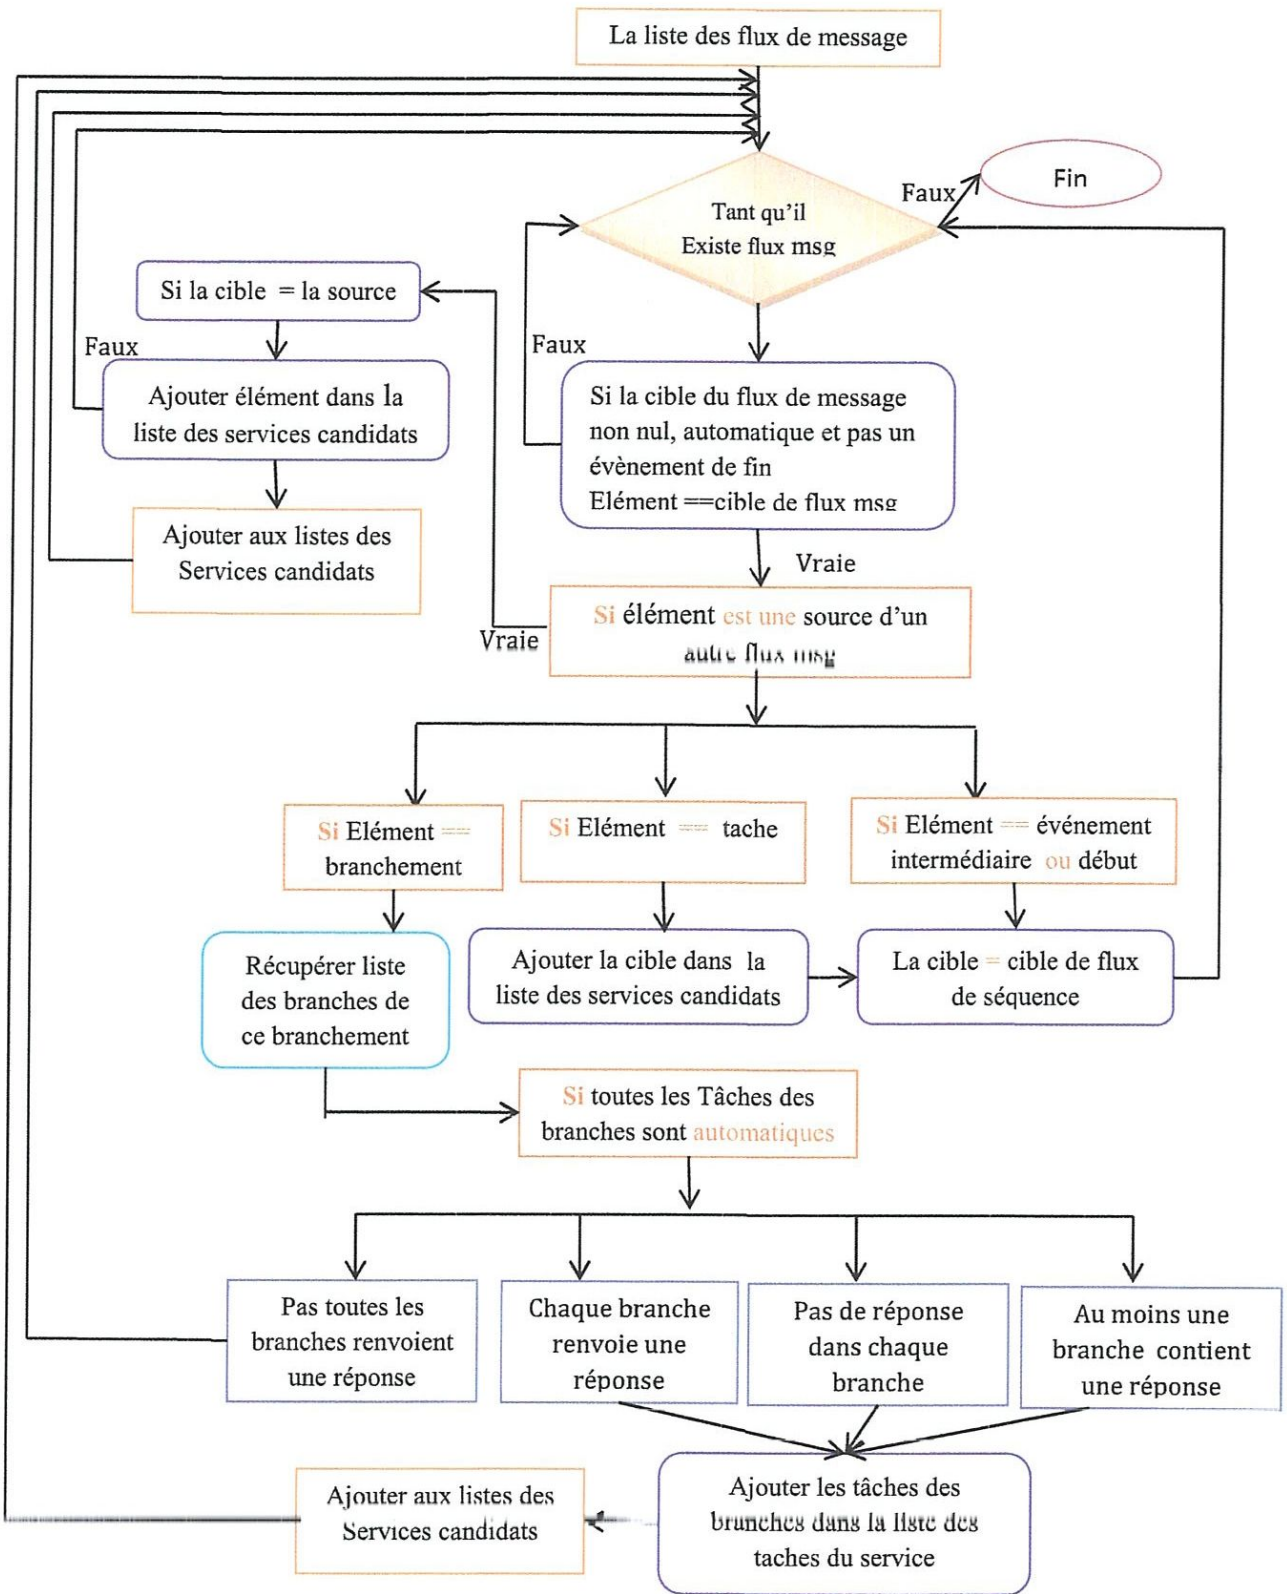 La liste des flux de message
Fin
Faux
Tant qu'il
Existe flux msg
Si la cible = la source
Faux
Faux
Ajouter élément dans la
liste des services candidats
Si la cible du flux de message
non nul, automatique et pas un
évènement de fin
Elément ==cible de flux msg
Ajouter aux listes des
Services candidats
Vraie
Vraie
Si élément est une source d'un
autre flux msg
Si Elément ==
branchement
Si Elément == tache
Si Elément == événement
intermédiaire ou début
Récupérer liste
des branches de
ce branchement
Ajouter la cible dans la
liste des services candidats
La cible = cible de flux
de séquence
Si toutes les Tâches des
branches sont automatiques
Pas toutes les
branches renvoient
une réponse
Chaque branche
renvoie une
réponse
Pas de réponse
dans chaque
branche
Au moins une
branche contient
une réponse
Ajouter aux listes des
Services candidats
Ajouter les tâches des
branches dans la liste des
taches du service